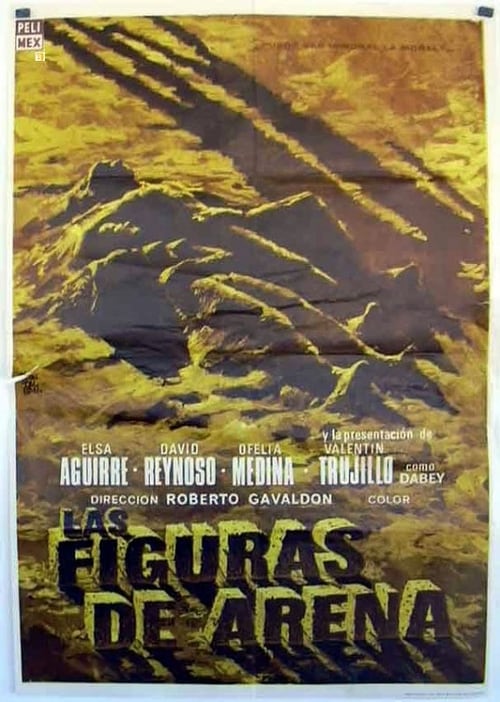 PELI
MEX
ELSA AGUIRRE · DAVID REYNOSO · OFELIA MEDINA · y la presentación de VALENTIN TRUJILLO como DABEY
DIRECCION ROBERTO GAVALDON COLOR
LAS
FIGURAS
DE ARENA